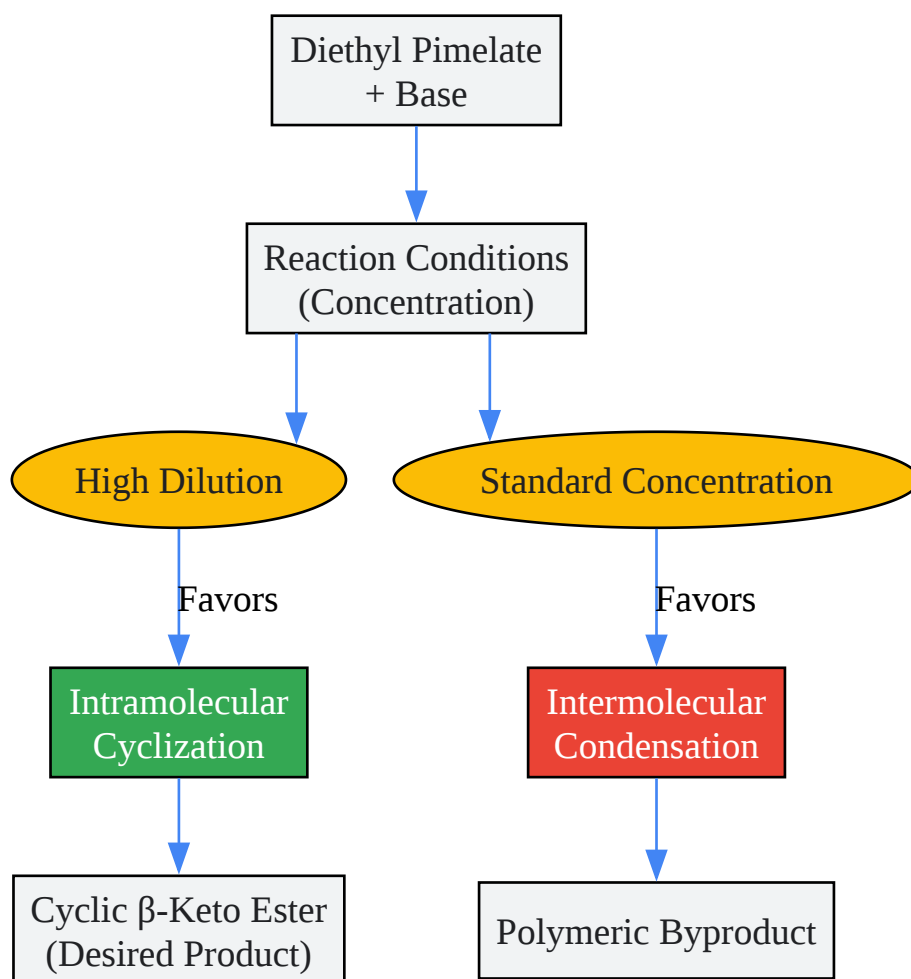 Diethyl Pimelate
+ Base
Reaction Conditions
(Concentration)
High Dilution
Standard Concentration
Favors
Favors
Intramolecular
Cyclization
Intermolecular
Condensation
Cyclic β-Keto Ester
(Desired Product)
Polymeric Byproduct